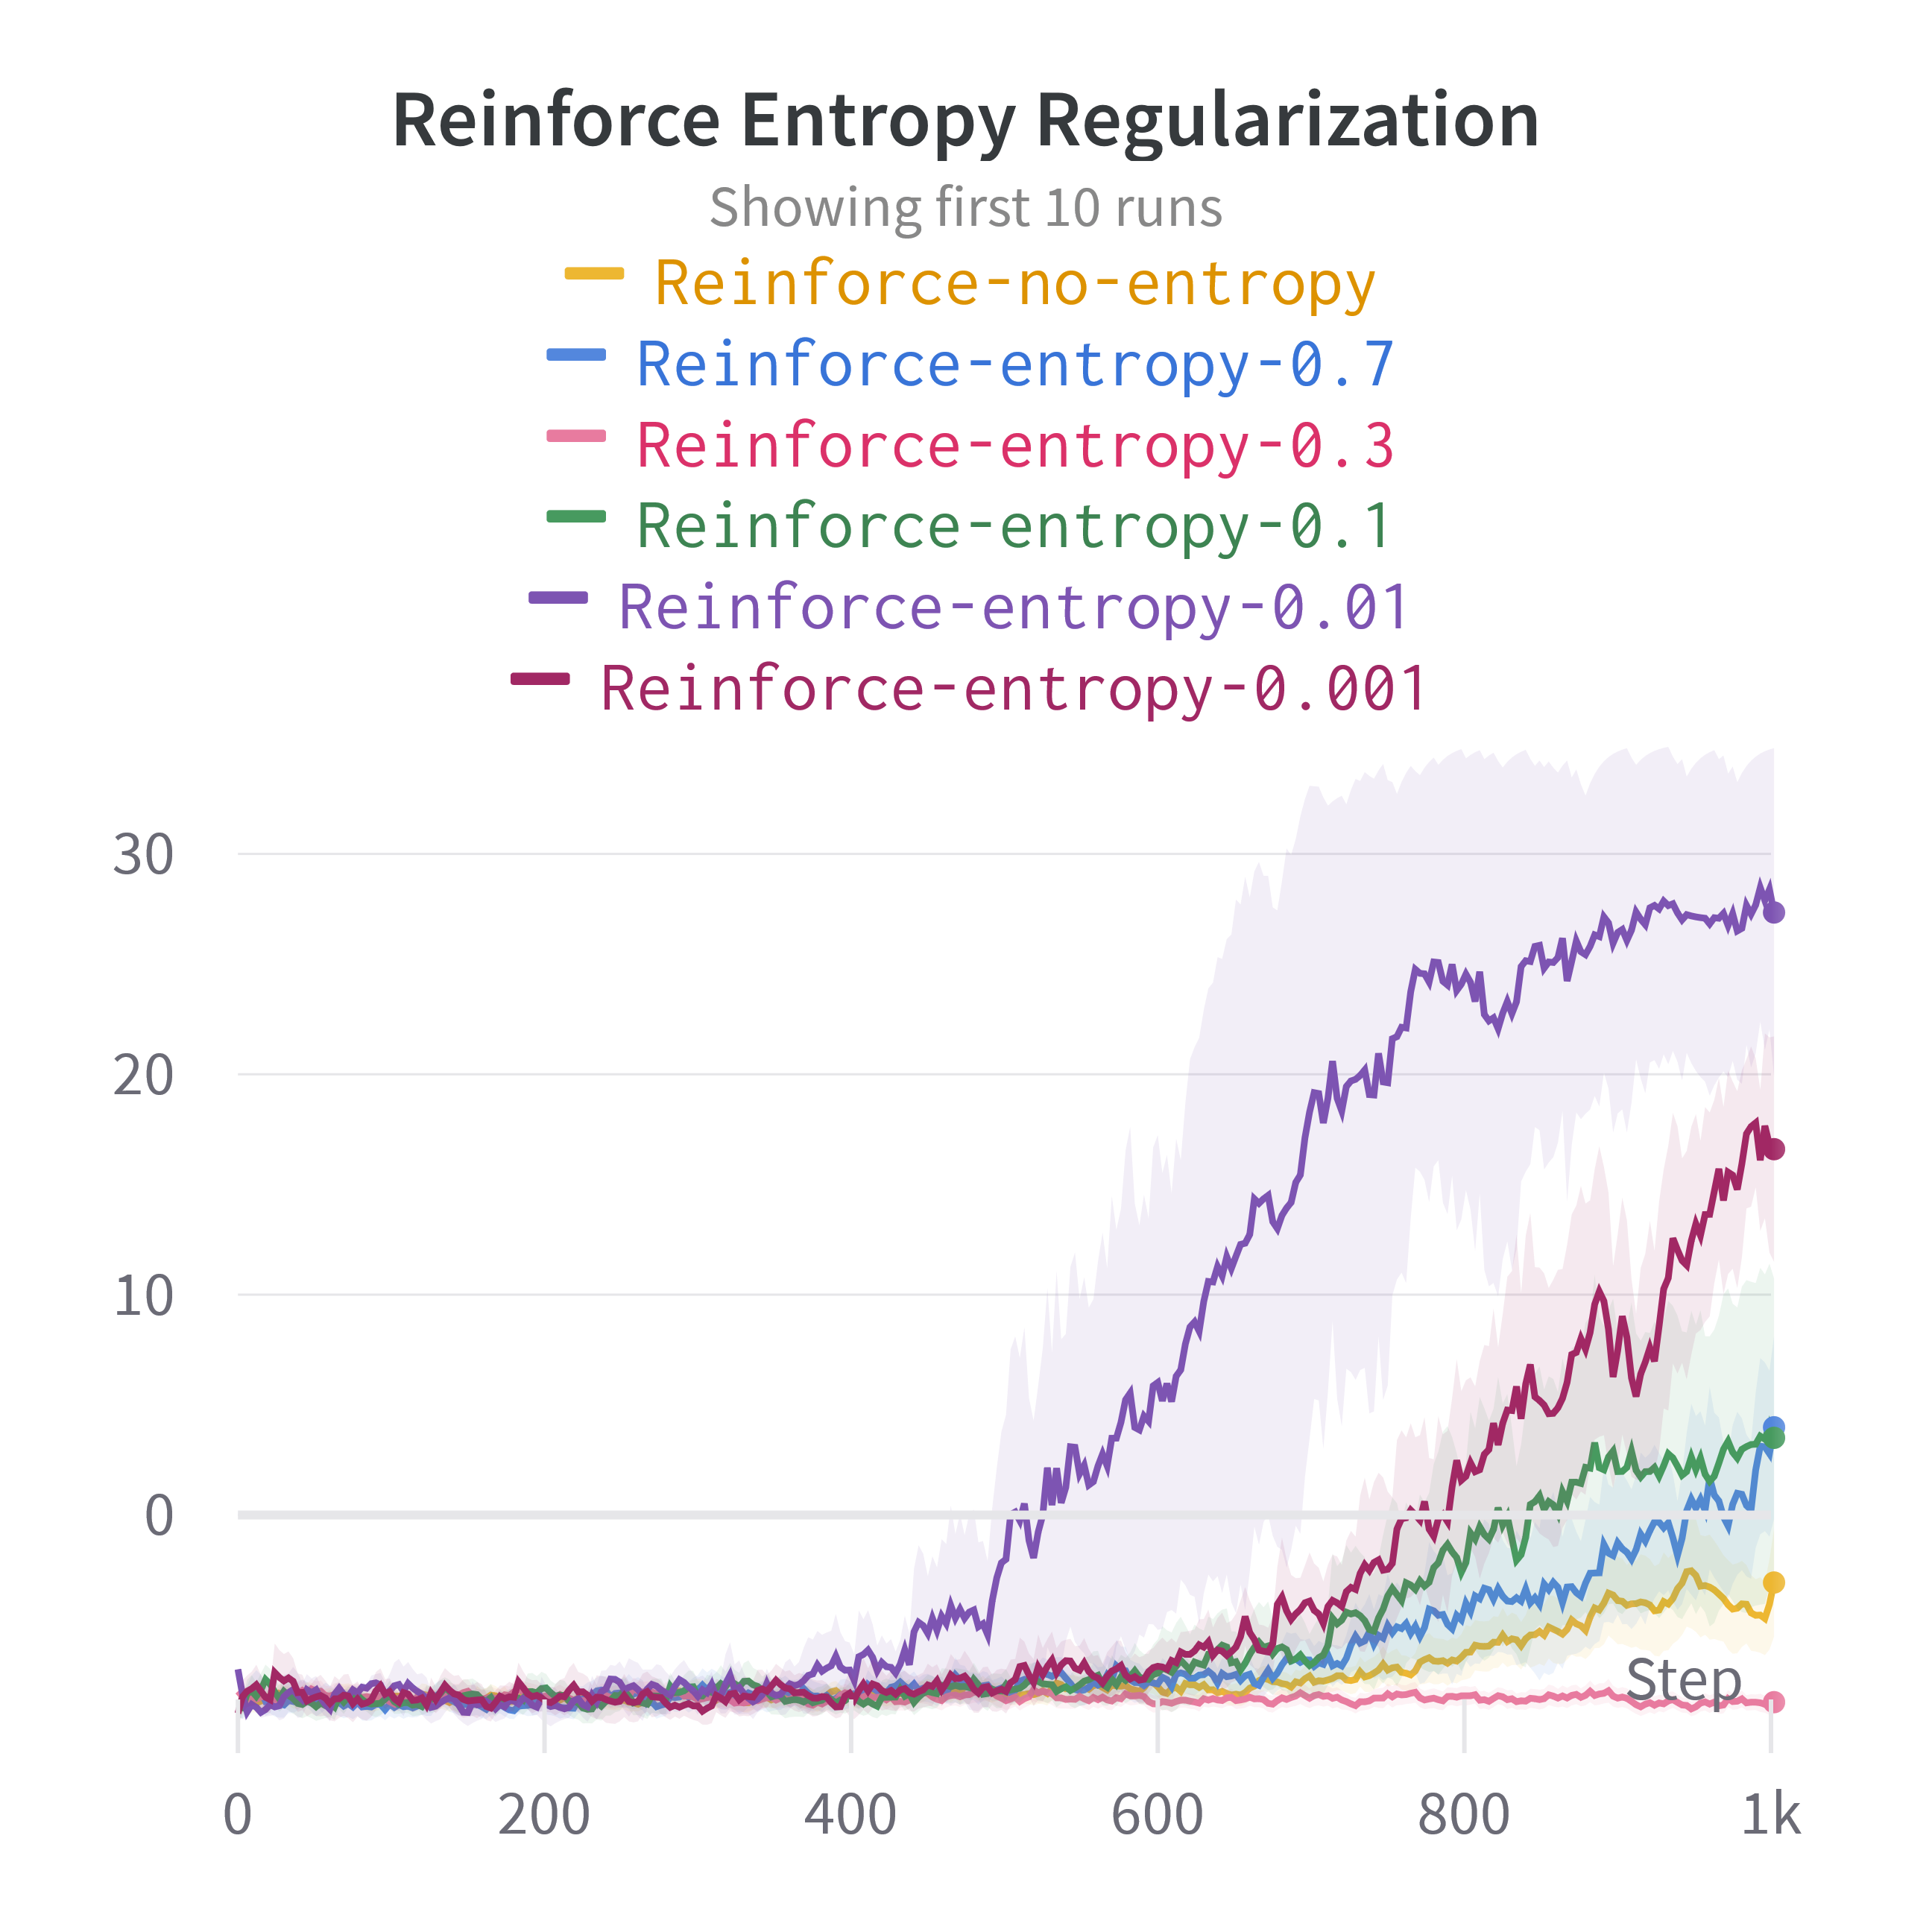 Reinforce Entropy Regularization
Showing first 10 runs
Reinforce-no-entropy
Reinforce-entropy-0.7
Reinforce-entropy-0.3
Reinforce-entropy-0.1
Reinforce-entropy-0.01
Reinforce-entropy-0.001
30
20
10
0
Step
0 200 400 600 800 1k